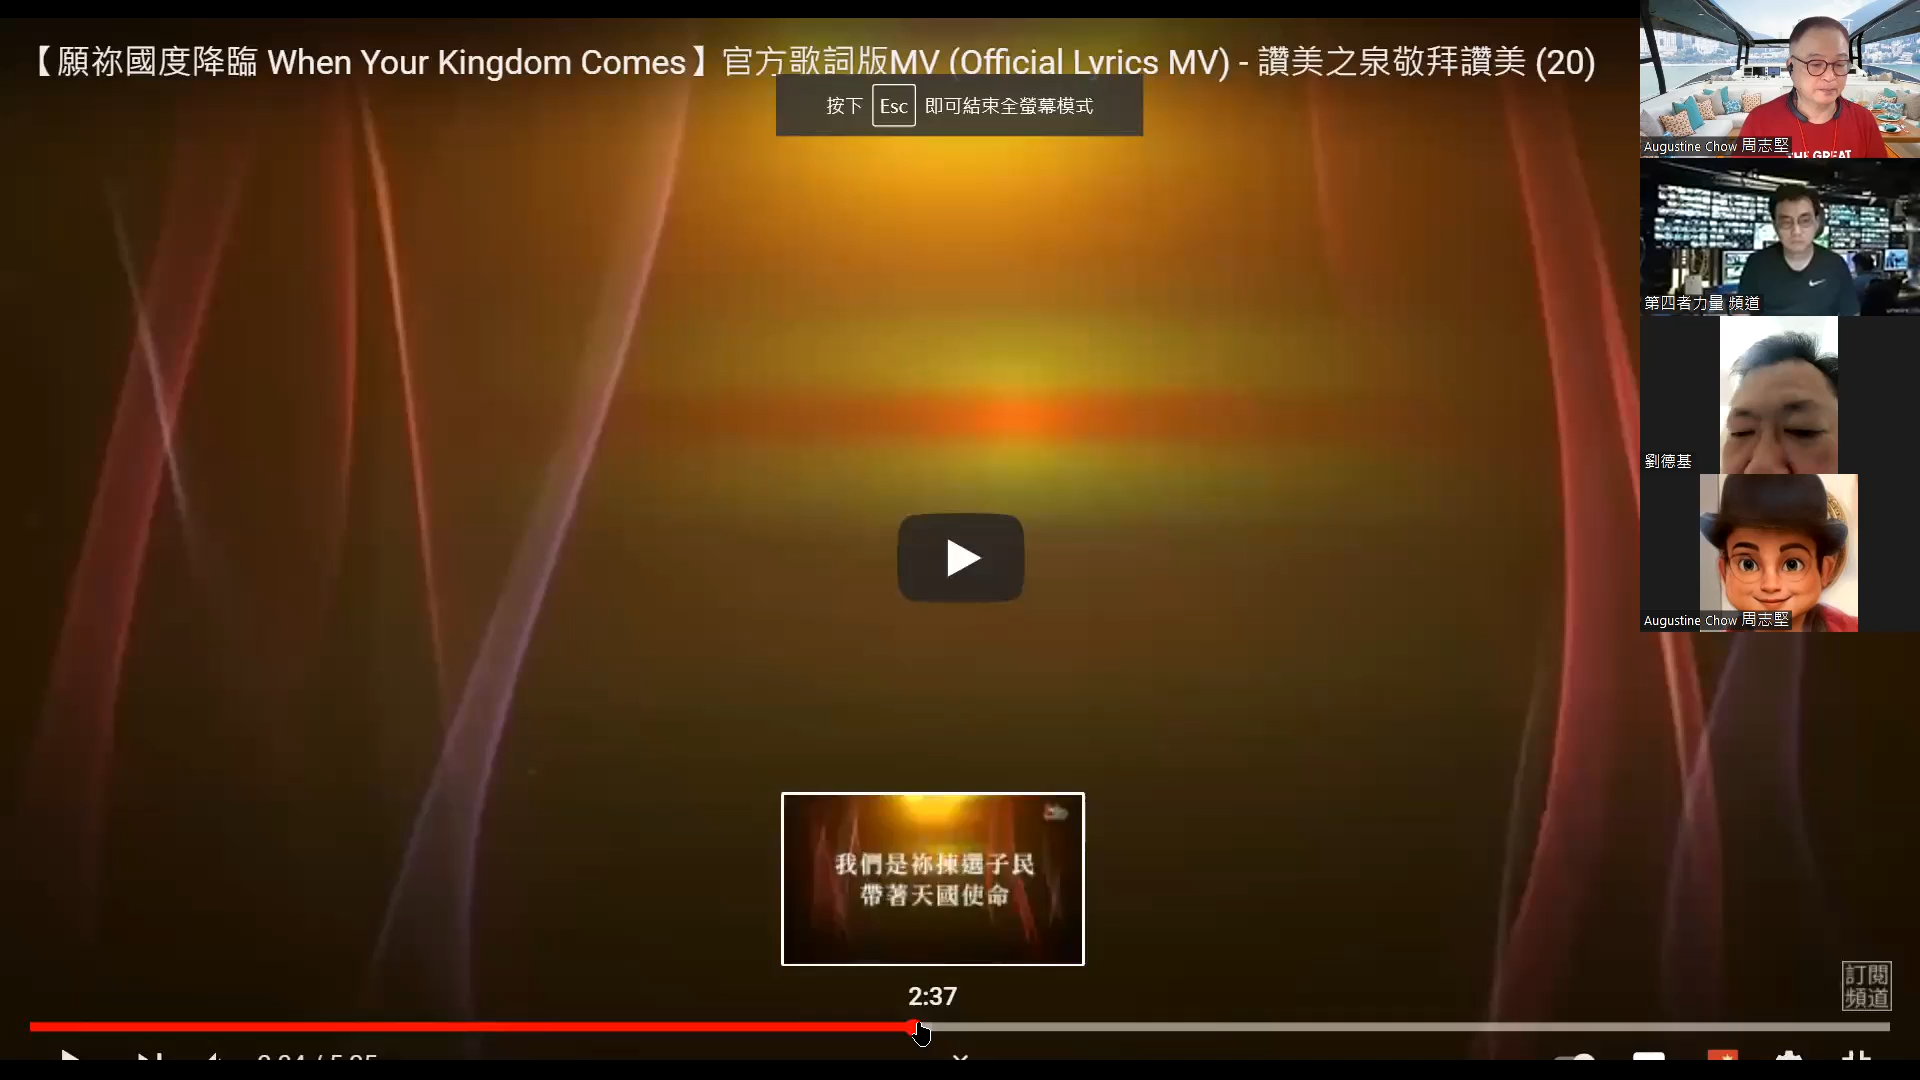 【願祢國度降臨 When Your Kingdom Comes】官方歌詞版MV (Official Lyrics MV) - 讚美之泉敬拜讚美 (20)
按下 Esc 即可結束全螢幕模式
THE GREAT
Augustine Chow 周志堅
第四者力量 頻道
劉德基
Augustine Chow 周志堅
我們是祢揀選子民
帶著天國使命
2:37
訂閱
頻道